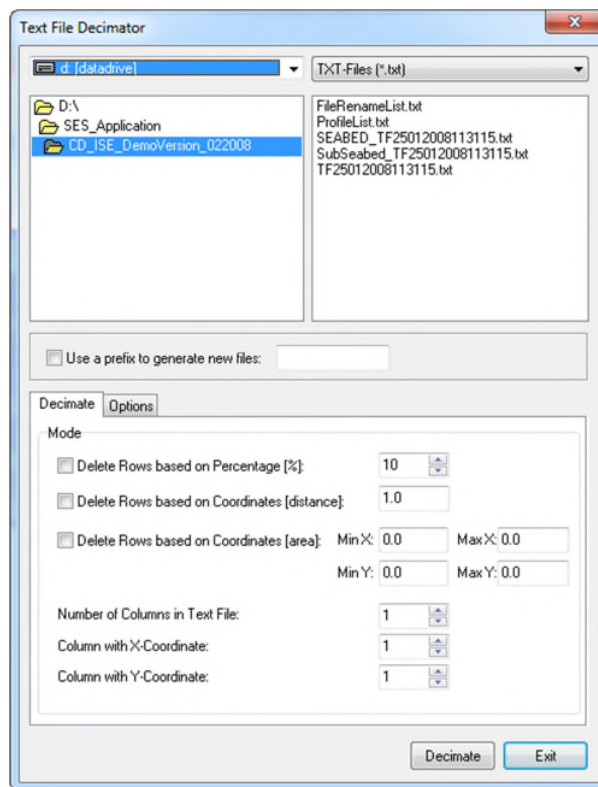 Text File Decimator
d: [datadrive]
TXT-Files (*.txt)
D:\
SES_Application
CD_ISE_DemoVersion_022008
FileRenameList.txt
ProfileList.txt
SEABED_TF25012008113115.txt
SubSeabed_TF25012008113115.txt
TF25012008113115.txt
Use a prefix to generate new files:
Decimate Options
Mode
Delete Rows based on Percentage [%]: 10
Delete Rows based on Coordinates [distance]: 1.0
Delete Rows based on Coordinates [area]: Min X: 0.0 Max X: 0.0
Min Y: 0.0 Max Y: 0.0
Number of Columns in Text File: 1
Column with X-Coordinate: 1
Column with Y-Coordinate: 1
Decimate Exit